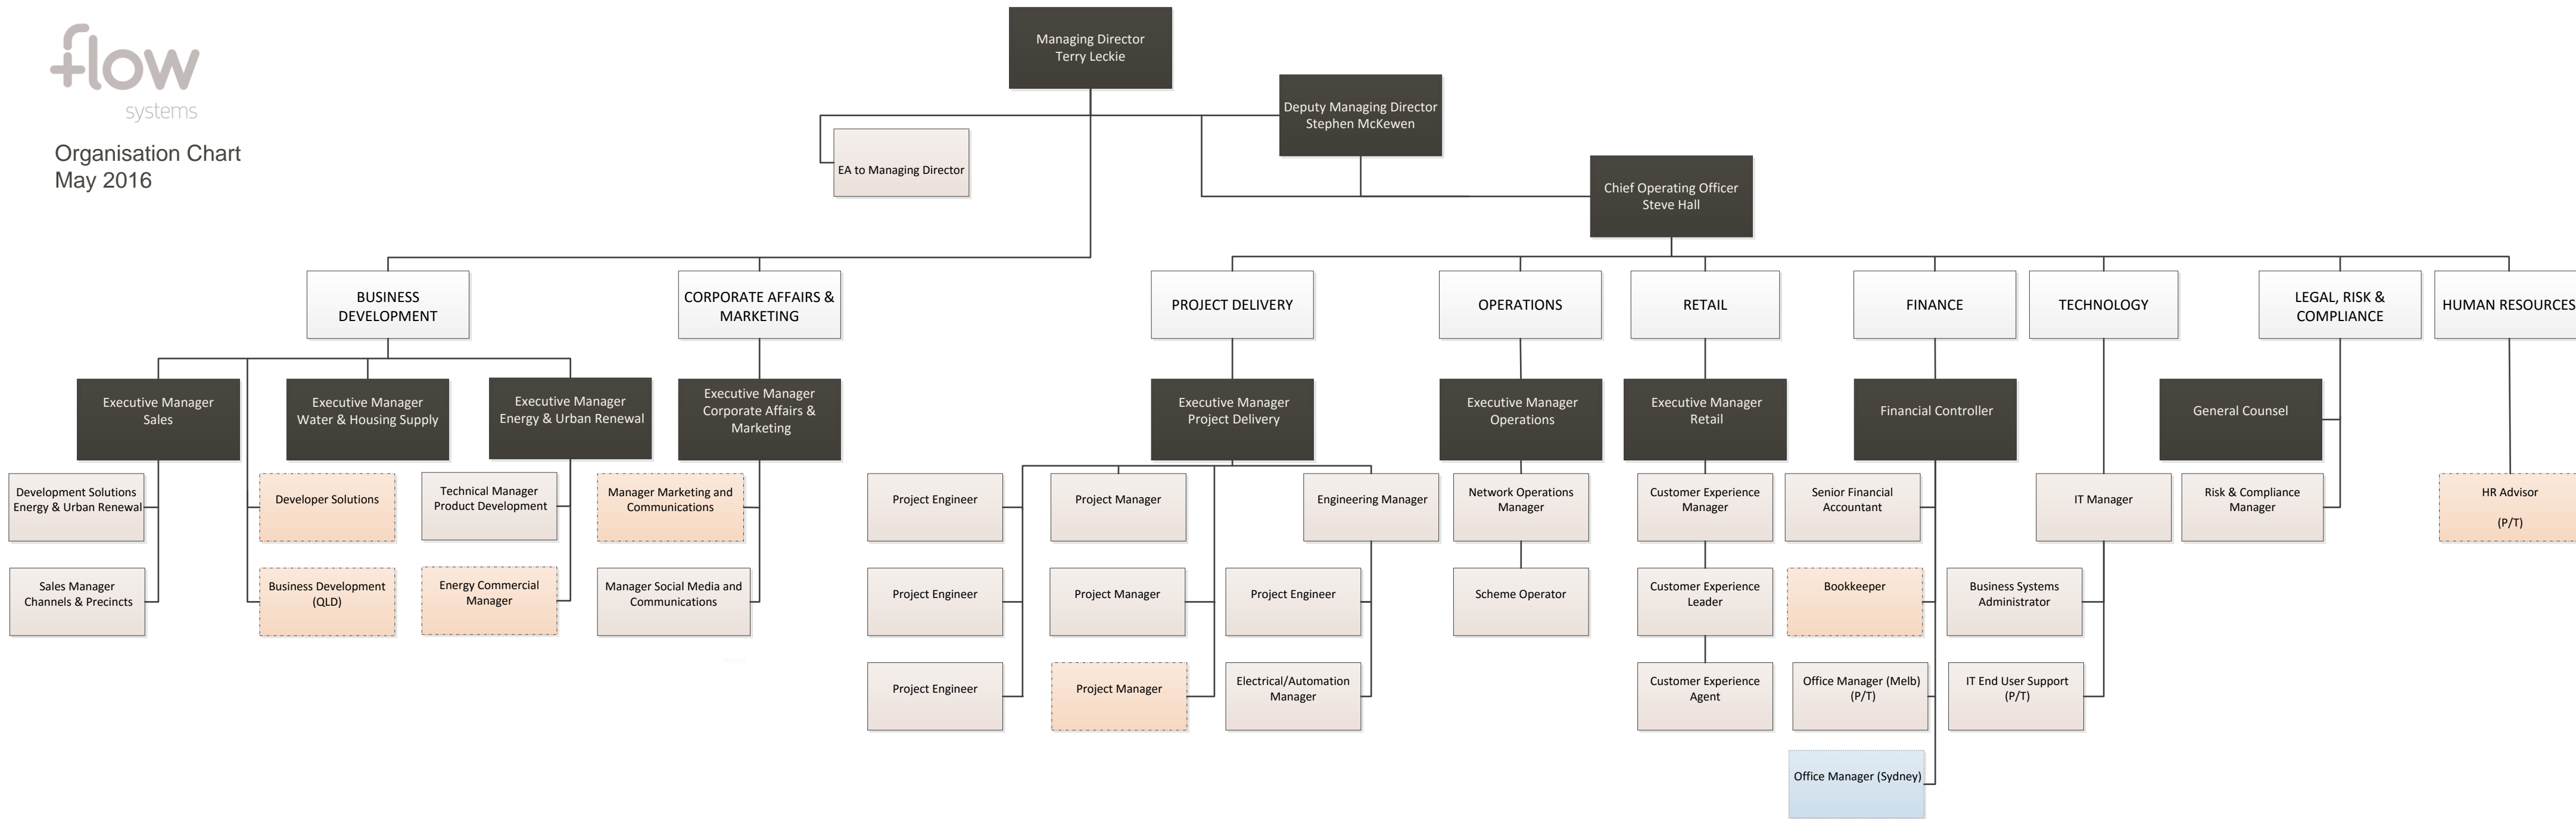 flow
systems
Organisation Chart
May 2016
Managing Director
Terry Leckie
Deputy Managing Director
Stephen McKewen
EA to Managing Director
Chief Operating Officer
Steve Hall
BUSINESS
DEVELOPMENT
CORPORATE AFFAIRS &
MARKETING
PROJECT DELIVERY
OPERATIONS
RETAIL
FINANCE
TECHNOLOGY
LEGAL, RISK &
COMPLIANCE
HUMAN RESOURCES
Executive Manager
Sales
Executive Manager
Water & Housing Supply
Executive Manager
Energy & Urban Renewal
Executive Manager
Corporate Affairs &
Marketing
Executive Manager
Project Delivery
Executive Manager
Operations
Executive Manager
Retail
Financial Controller
General Counsel
Development Solutions
Energy & Urban Renewal
Developer Solutions
Technical Manager
Product Development
Manager Marketing and
Communications
Project Engineer
Project Manager
Engineering Manager
Network Operations
Manager
Customer Experience
Manager
Senior Financial
Accountant
IT Manager
Risk & Compliance
Manager
HR Advisor
(P/T)
Sales Manager
Channels & Precincts
Business Development
(QLD)
Energy Commercial
Manager
Manager Social Media and
Communications
Project Engineer
Project Manager
Project Engineer
Scheme Operator
Customer Experience
Leader
Bookkeeper
Business Systems
Administrator
Project Engineer
Project Manager
Electrical/Automation
Manager
Customer Experience
Agent
Office Manager (Melb)
(P/T)
IT End User Support
(P/T)
Office Manager (Sydney)